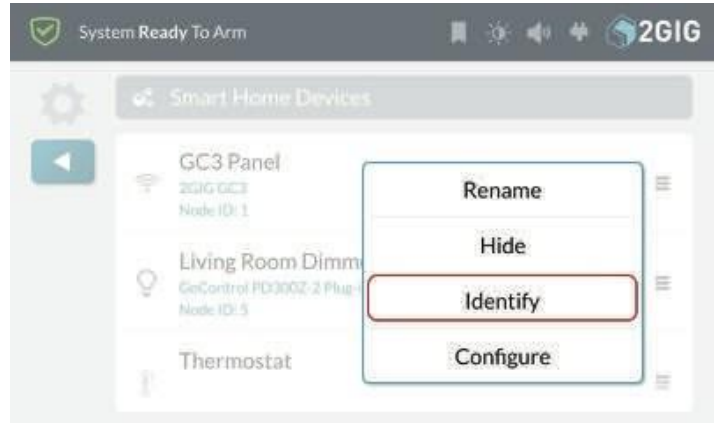 System Ready To Arm
2GIG
Smart Home Devices
GC3 Panel
2GIG GC3
Node ID: 1
Living Room Dimm
GoControl PD300Z-2 Plug-
Node ID: 5
Thermostat
Rename
Hide
Identify
Configure